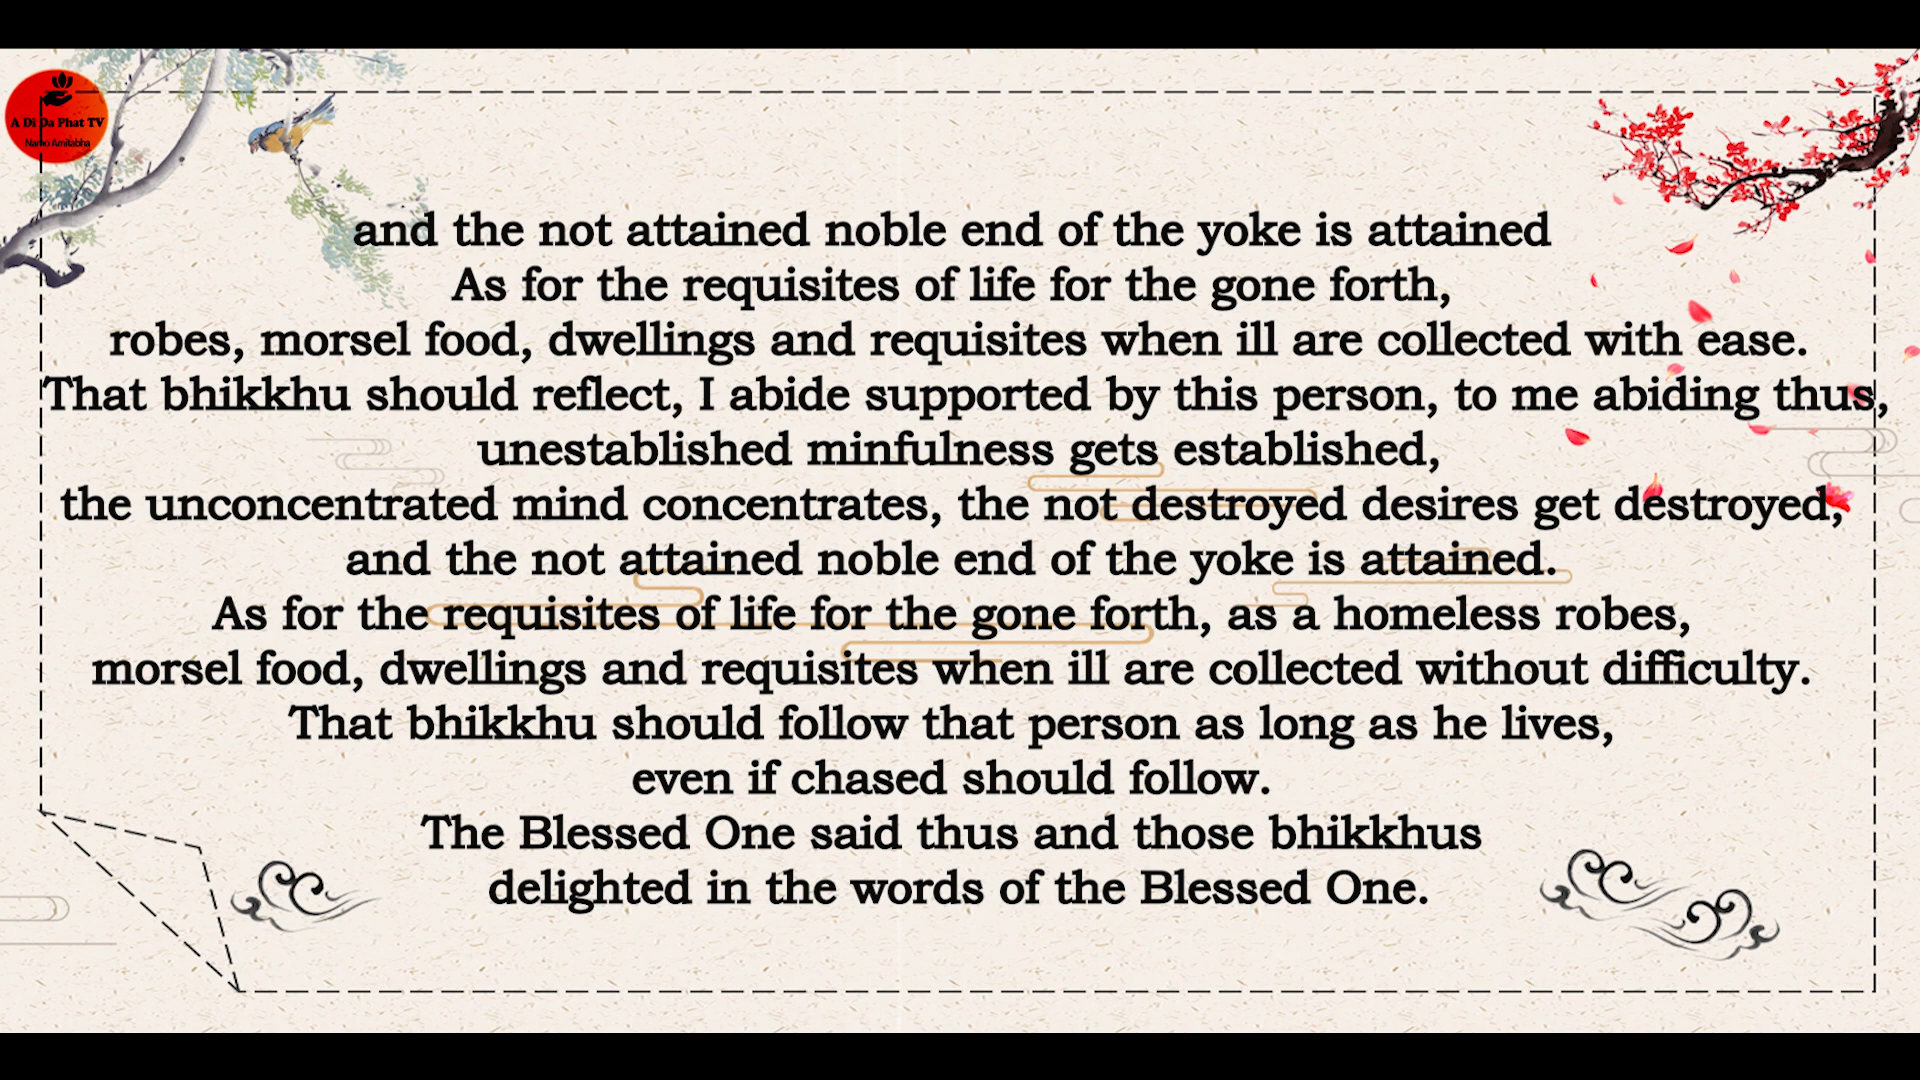 A Di Da Phat TV
Namo Amitabha
and the not attained noble end of the yoke is attained
As for the requisites of life for the gone forth,
robes, morsel food, dwellings and requisites when ill are collected with ease.
That bhikkhu should reflect, I abide supported by this person, to me abiding thus,
unestablished minfulness gets established,
the unconcentrated mind concentrates, the not destroyed desires get destroyed,
and the not attained noble end of the yoke is attained.
As for the requisites of life for the gone forth, as a homeless robes,
morsel food, dwellings and requisites when ill are collected without difficulty.
That bhikkhu should follow that person as long as he lives,
even if chased should follow.
The Blessed One said thus and those bhikkhus
delighted in the words of the Blessed One.